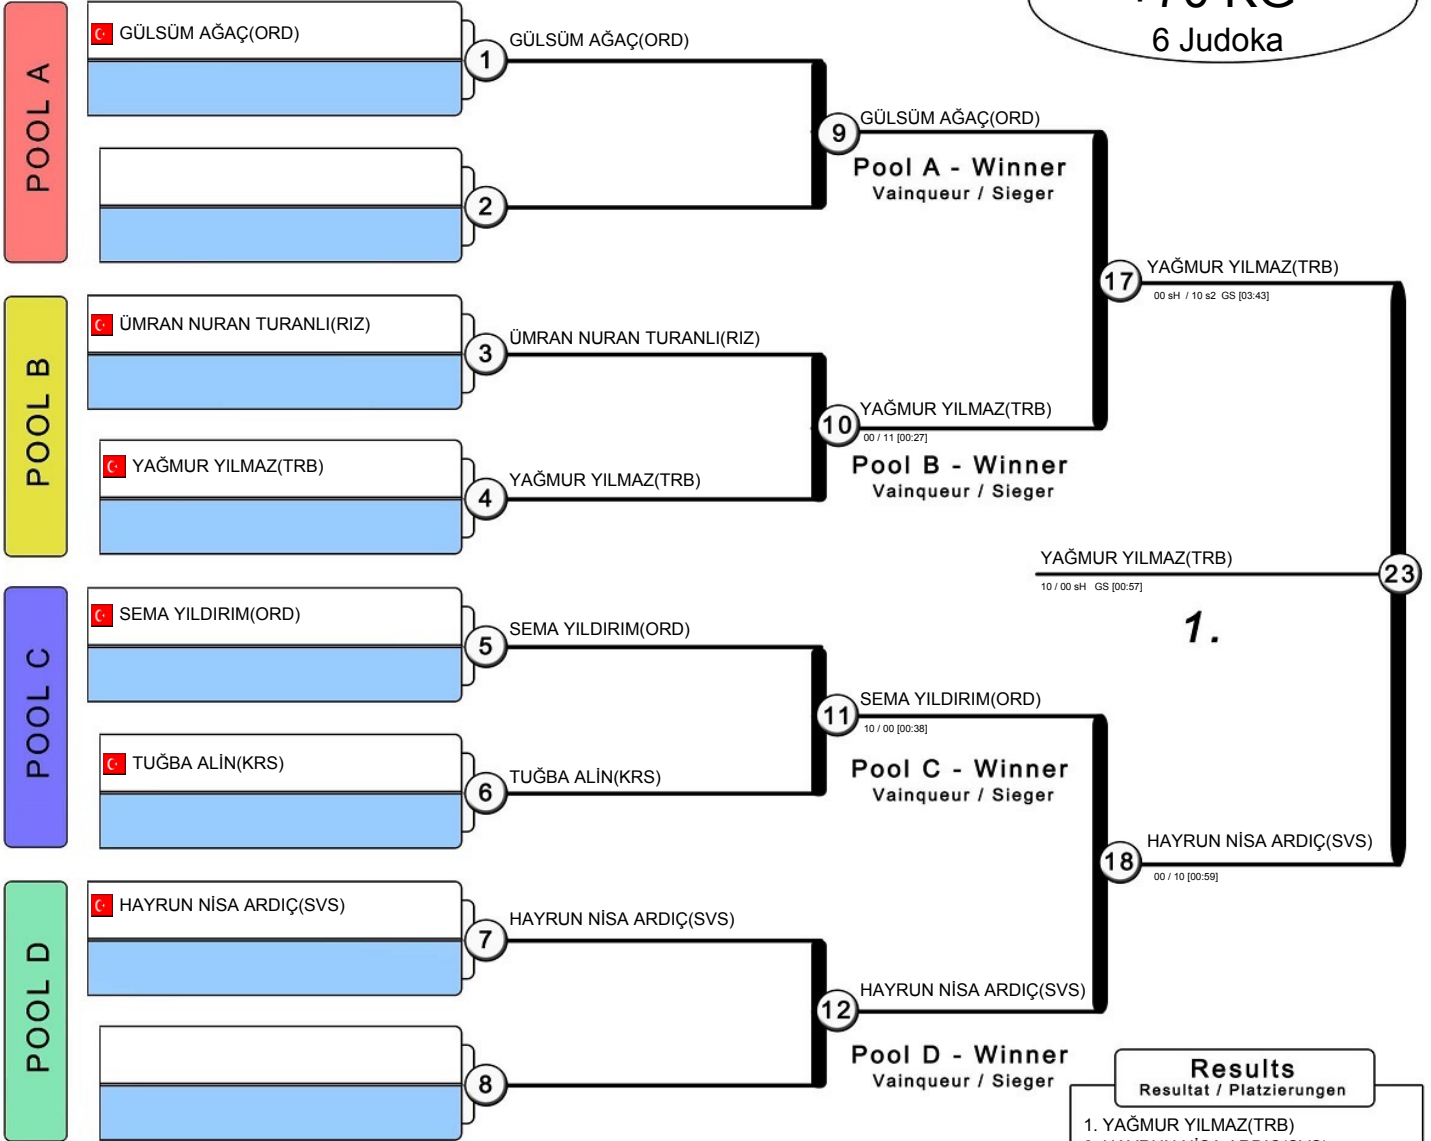 +70 KG
6 Judoka
POOL A
GÜLSÜM AĞAÇ(ORD)
1
GÜLSÜM AĞAÇ(ORD)
2
9
GÜLSÜM AĞAÇ(ORD)
Pool A - Winner
Vainqueur / Sieger
POOL B
ÜMRAN NURAN TURANLI(RIZ)
3
ÜMRAN NURAN TURANLI(RIZ)
YAĞMUR YILMAZ(TRB)
4
YAĞMUR YILMAZ(TRB)
10
YAĞMUR YILMAZ(TRB)
00 / 11 [00:27]
Pool B - Winner
Vainqueur / Sieger
17
YAĞMUR YILMAZ(TRB)
00 sH / 10 s2 GS [03:43]
YAĞMUR YILMAZ(TRB)
10 / 00 sH GS [00:57]
23
1.
POOL C
SEMA YILDIRIM(ORD)
5
SEMA YILDIRIM(ORD)
TUĞBA ALİN(KRS)
6
TUĞBA ALİN(KRS)
11
SEMA YILDIRIM(ORD)
10 / 00 [00:38]
Pool C - Winner
Vainqueur / Sieger
18
HAYRUN NİSA ARDIÇ(SVS)
00 / 10 [00:59]
POOL D
HAYRUN NİSA ARDIÇ(SVS)
7
HAYRUN NİSA ARDIÇ(SVS)
8
12
HAYRUN NİSA ARDIÇ(SVS)
Pool D - Winner
Vainqueur / Sieger
Results
Resultat / Platzierungen
1. YAĞMUR YILMAZ(TRB)